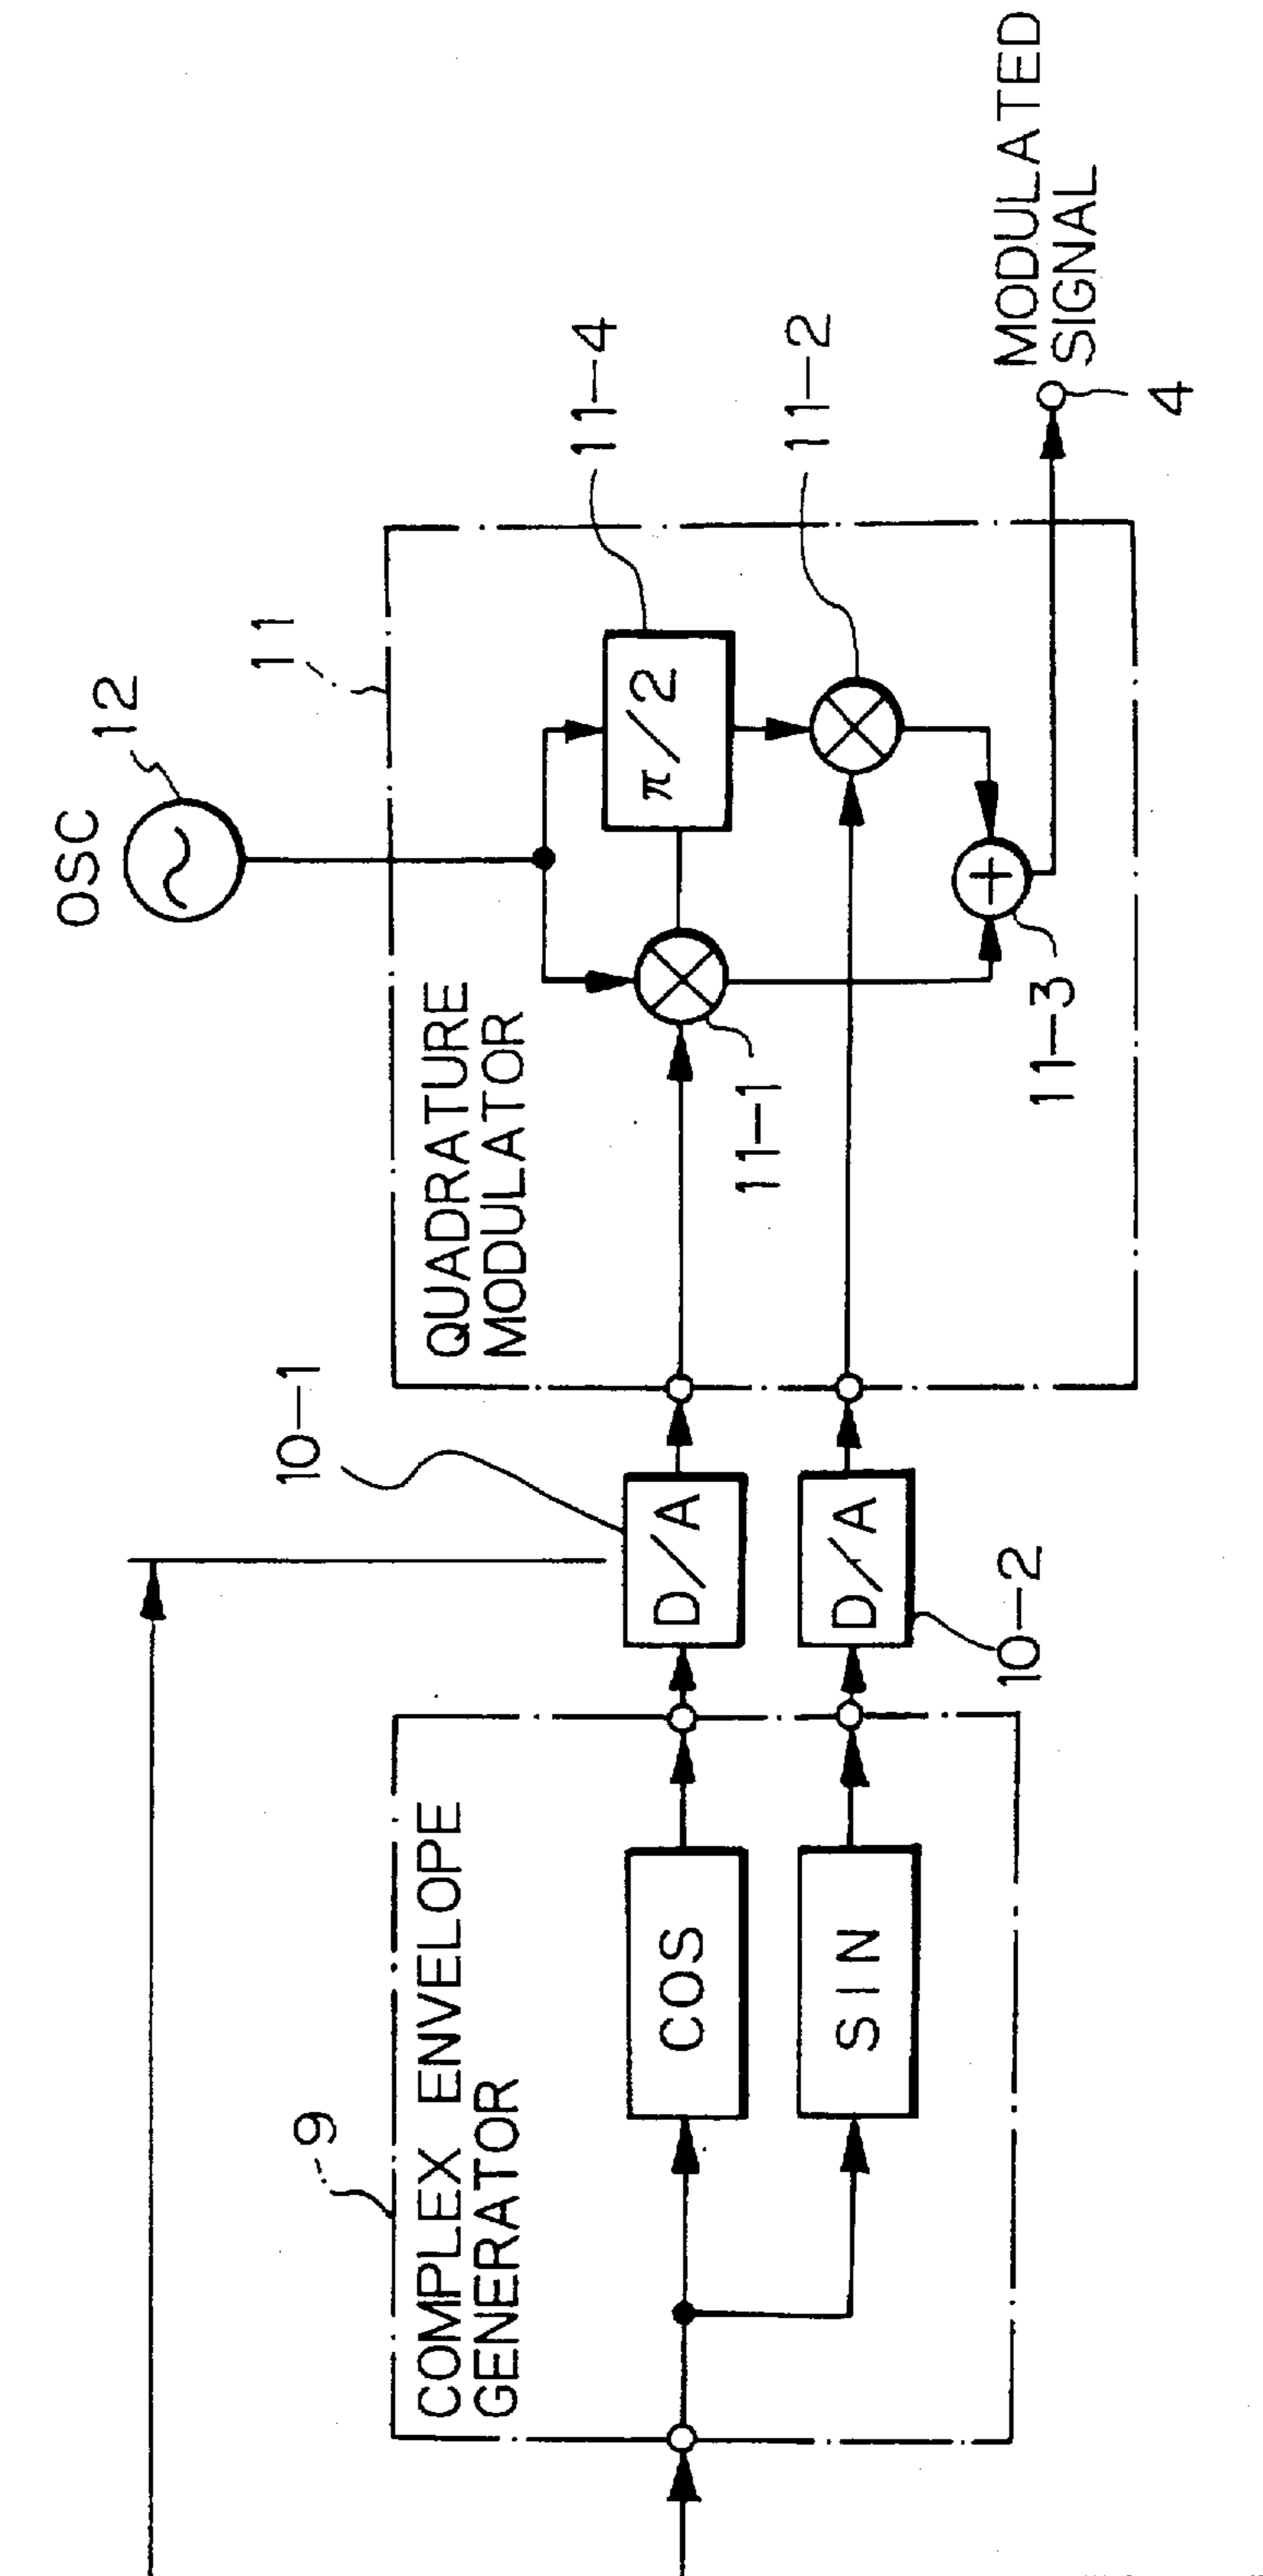 9
COMPLEX ENVELOPE
GENERATOR
COS
SIN
10-1
D/A
D/A
10-2
OSC
12
11
QUADRATURE
MODULATOR
π/2
11-4
11-1
11-2
11-3
MODULATED
SIGNAL
4